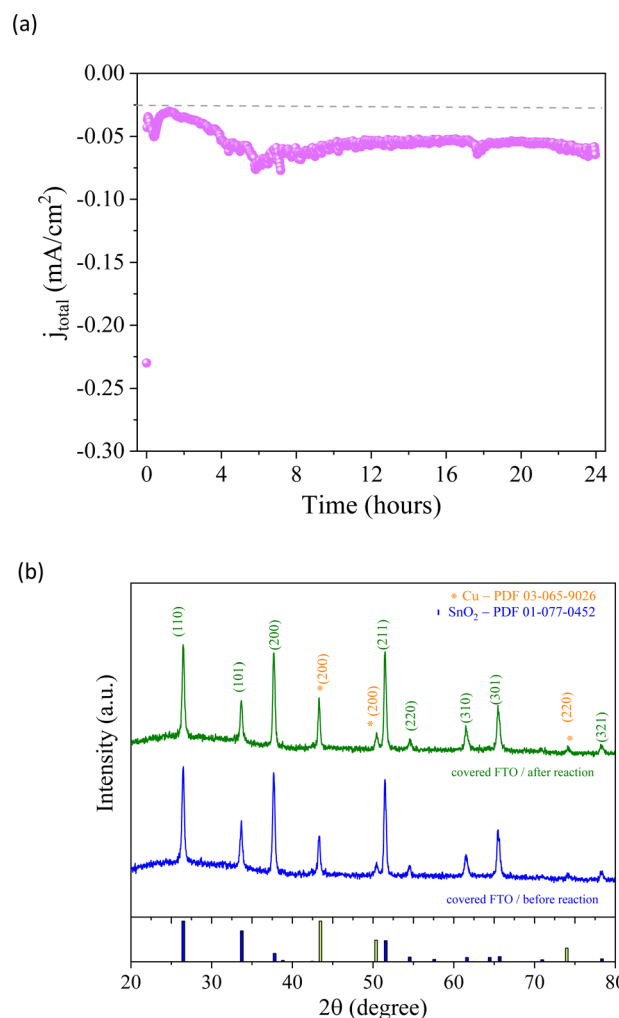 (a)
0.00
-0.05
-0.10
-0.15
-0.20
-0.25
-0.30
j_total (mA/cm²)
0 4 8 12 16 20 24
Time (hours)
(b)
* Cu – PDF 03-065-9026
SnO₂ – PDF 01-077-0452
(110)
(101)
(200)
*(200)
* (200)
(211)
(220)
(310)
(301)
(220)
*
(321)
covered FTO / after reaction
covered FTO / before reaction
Intensity (a.u.)
20 30 40 50 60 70 80
2θ (degree)